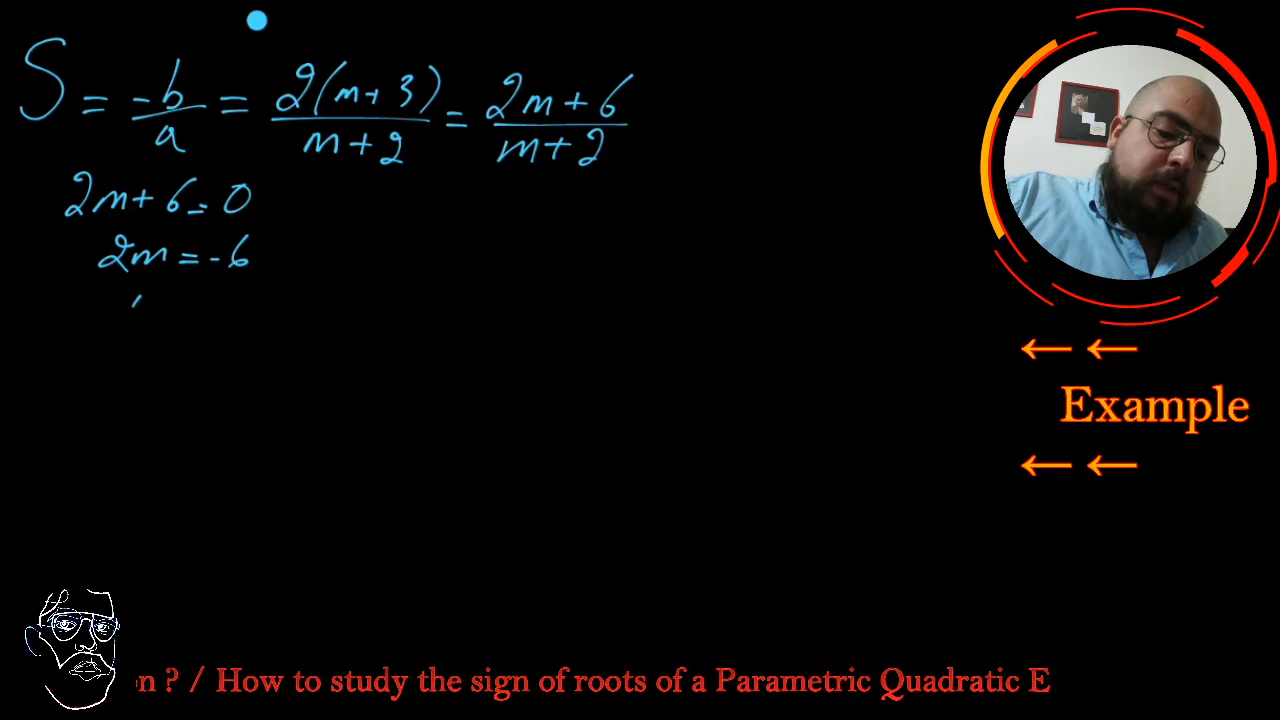 S = -b/a = 2(m+3)/m+2 = 2m+6/m+2
2m+6=0
2m=-6
← ←
Example
← ←
on ? / How to study the sign of roots of a Parametric Quadratic E